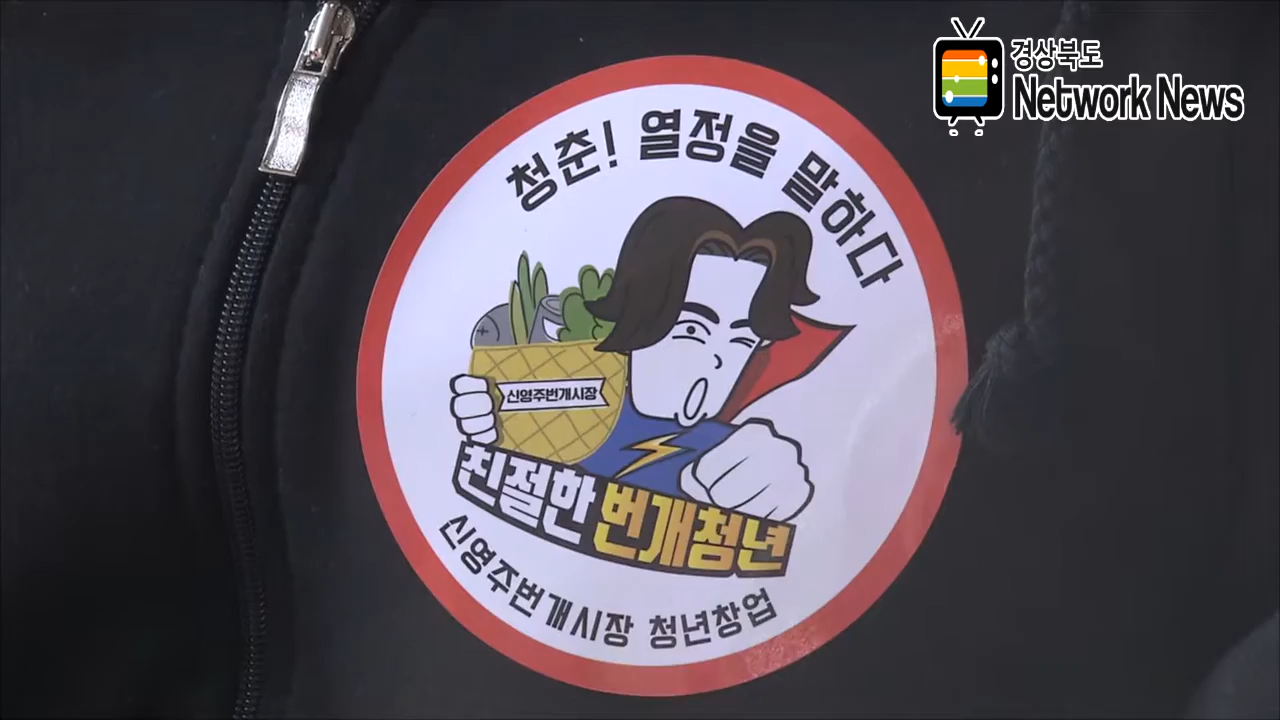 경상북도
Network News
청춘! 열정을 말하다
신영주번개시장
친절한 번개청년
신영주번개시장 청년창업